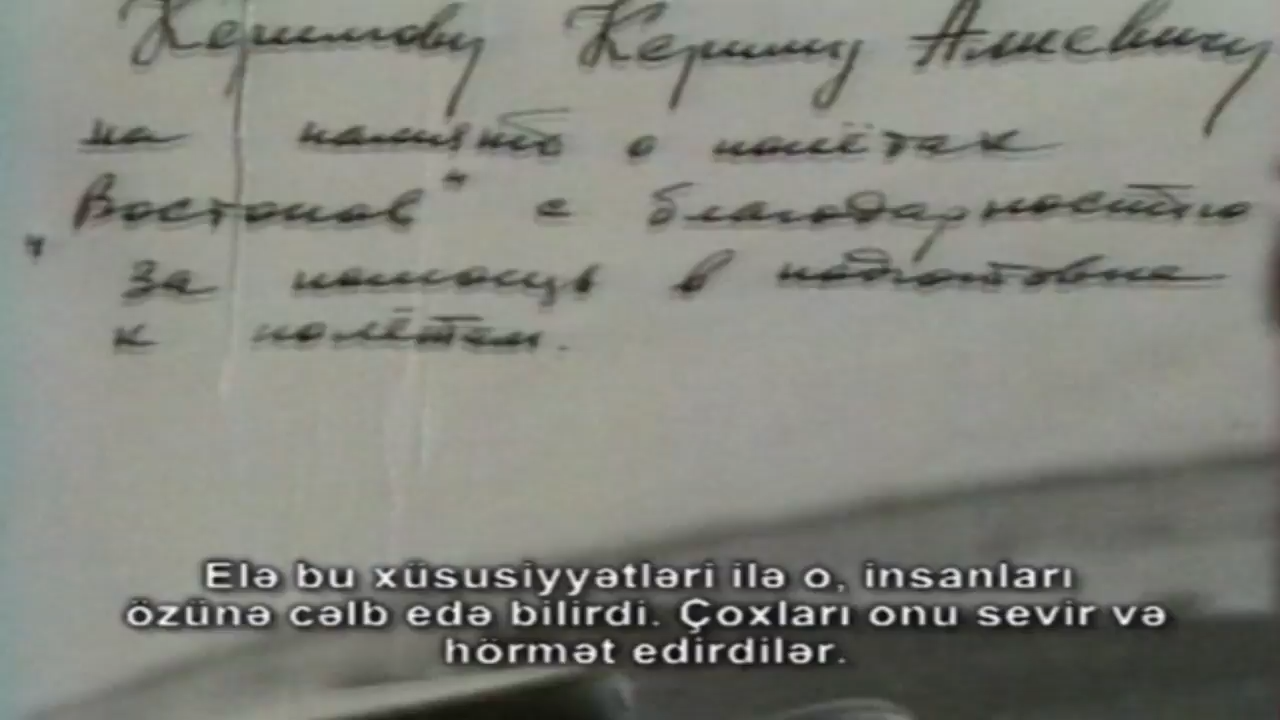 Керимову Кериму Алиевичу
на память о полётах
"Востоков" с благодарностью
за помощь в подготовке
к полётам.
Elə bu xüsusiyyətləri ilə o, insanları
özünə cəlb edə bilirdi. Çoxları onu sevir və
hörmət edirdilər.